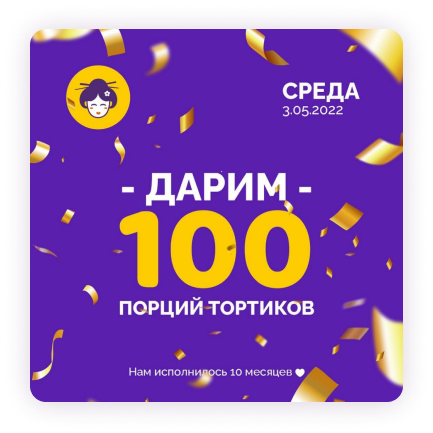 СРЕДА
3.05.2022
- ДАРИМ -
100
ПОРЦИЙ ТОРТИКОВ
Нам исполнилось 10 месяцев